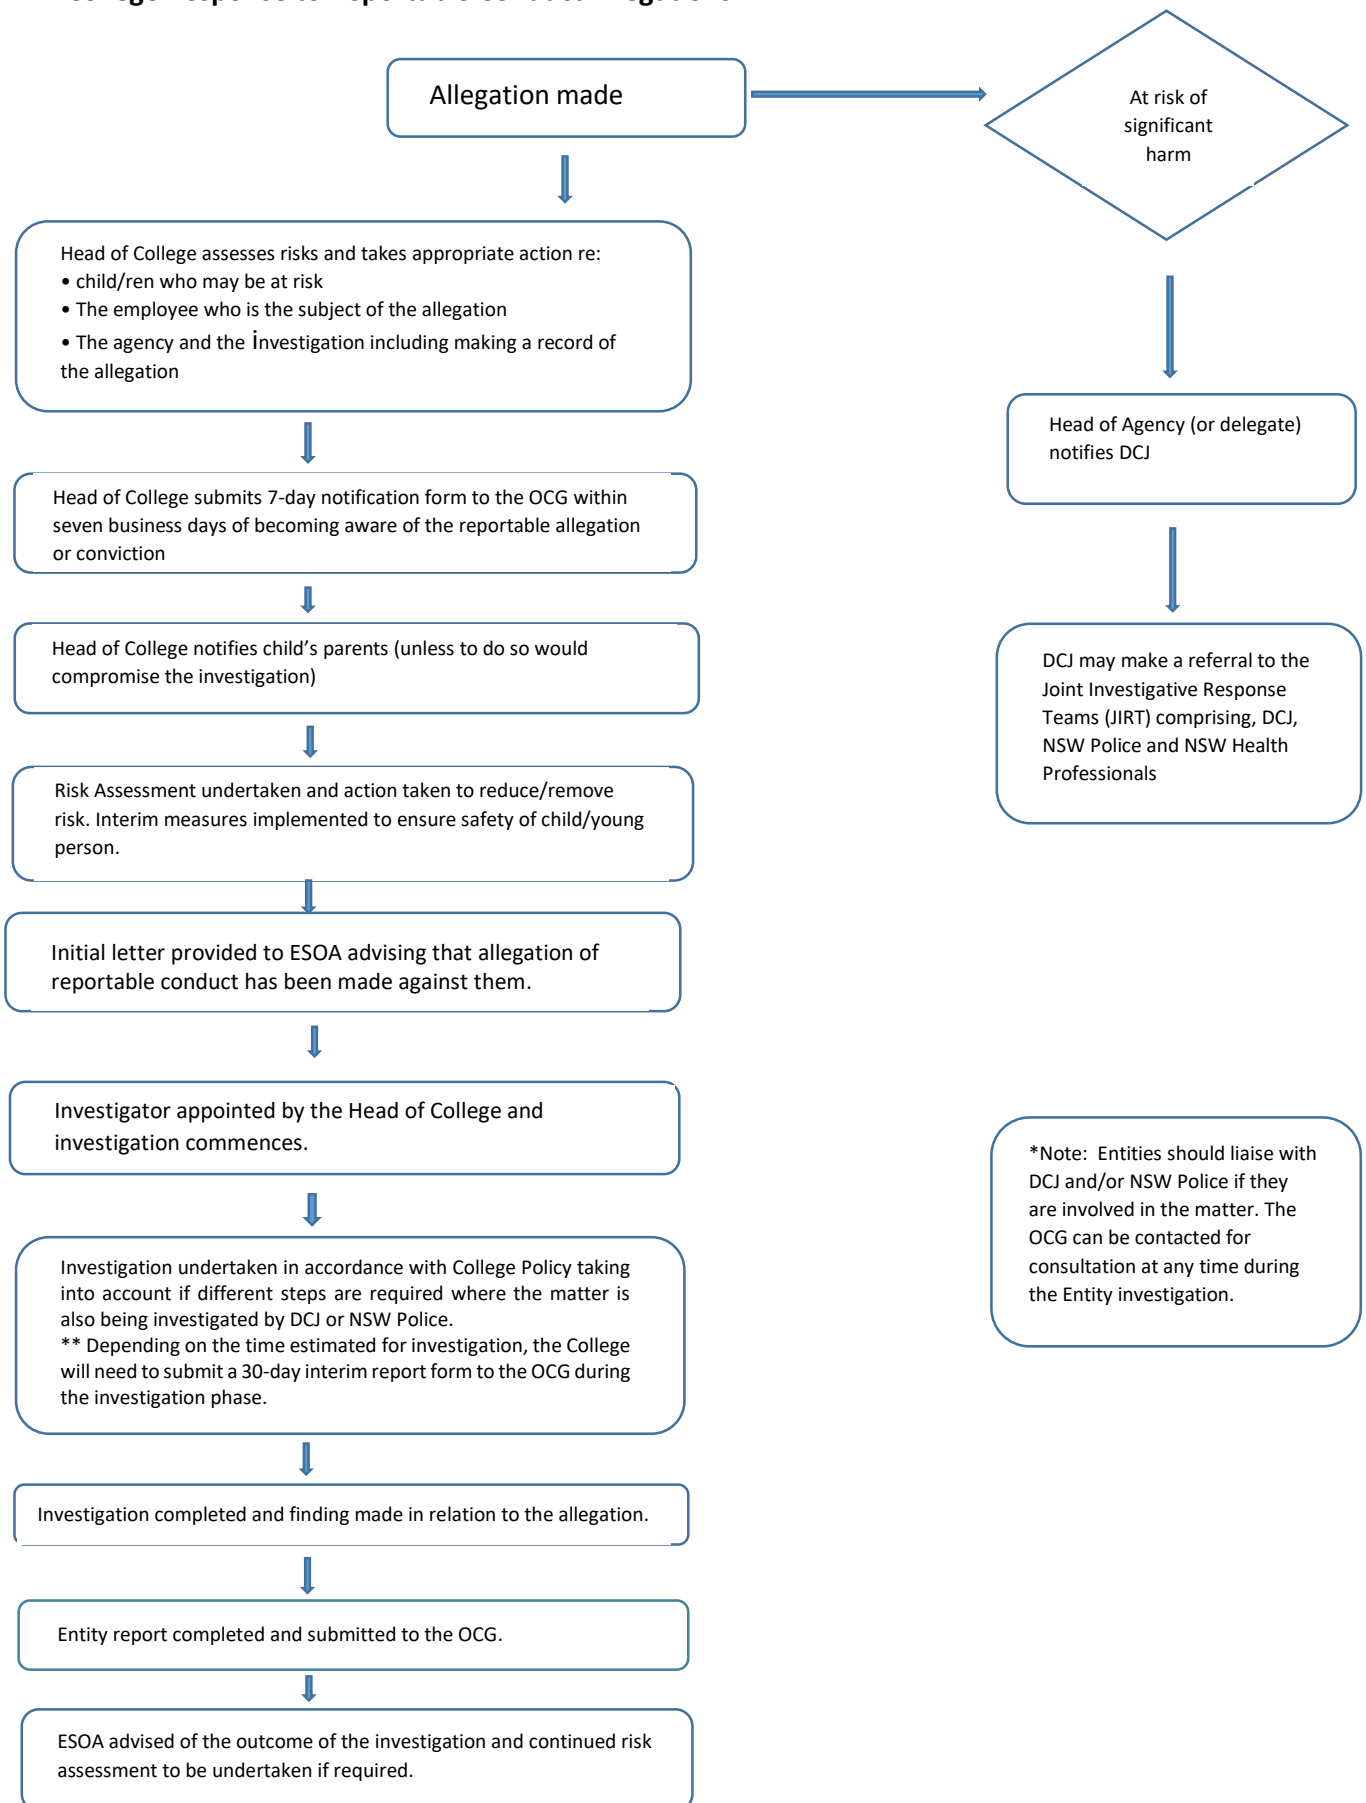 Allegation made
At risk of
significant
harm
Head of College assesses risks and takes appropriate action re:
• child/ren who may be at risk
• The employee who is the subject of the allegation
• The agency and the investigation including making a record of
the allegation
Head of Agency (or delegate)
notifies DCJ
Head of College submits 7-day notification form to the OCG within
seven business days of becoming aware of the reportable allegation
or conviction
Head of College notifies child’s parents (unless to do so would
compromise the investigation)
DCJ may make a referral to the
Joint Investigative Response
Teams (JIRT) comprising, DCJ,
NSW Police and NSW Health
Professionals
Risk Assessment undertaken and action taken to reduce/remove
risk. Interim measures implemented to ensure safety of child/young
person.
Initial letter provided to ESOA advising that allegation of
reportable conduct has been made against them.
Investigator appointed by the Head of College and
investigation commences.
*Note: Entities should liaise with
DCJ and/or NSW Police if they
are involved in the matter. The
OCG can be contacted for
consultation at any time during
the Entity investigation.
Investigation undertaken in accordance with College Policy taking
into account if different steps are required where the matter is
also being investigated by DCJ or NSW Police.
** Depending on the time estimated for investigation, the College
will need to submit a 30-day interim report form to the OCG during
the investigation phase.
Investigation completed and finding made in relation to the allegation.
Entity report completed and submitted to the OCG.
ESOA advised of the outcome of the investigation and continued risk
assessment to be undertaken if required.